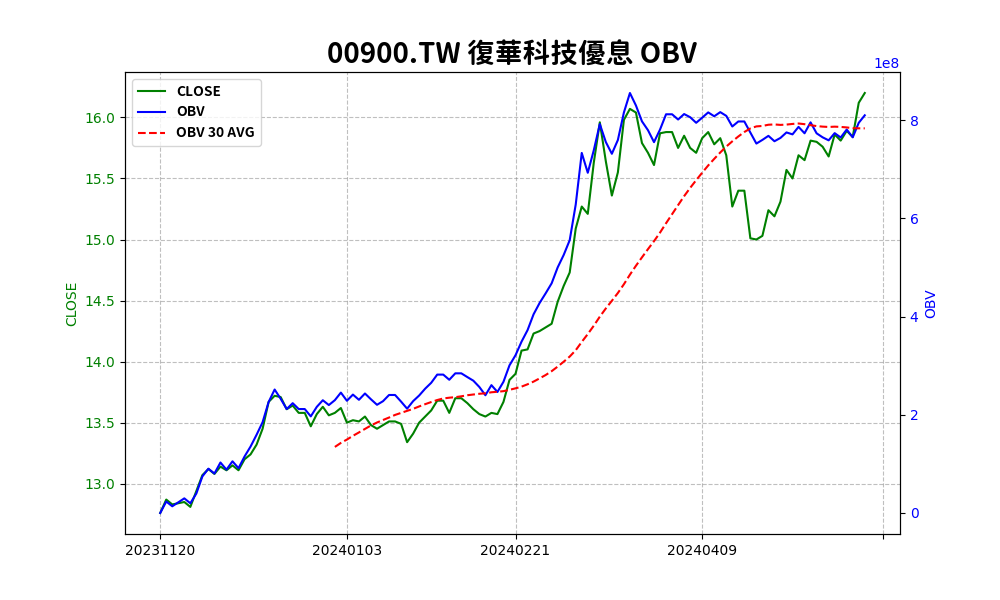 00900.TW 復華科技優息 OBV
1e8
CLOSE
OBV
OBV 30 AVG
16.0
15.5
15.0
14.5
14.0
13.5
13.0
CLOSE
8
6
4
2
0
OBV
20231120
20240103
20240221
20240409